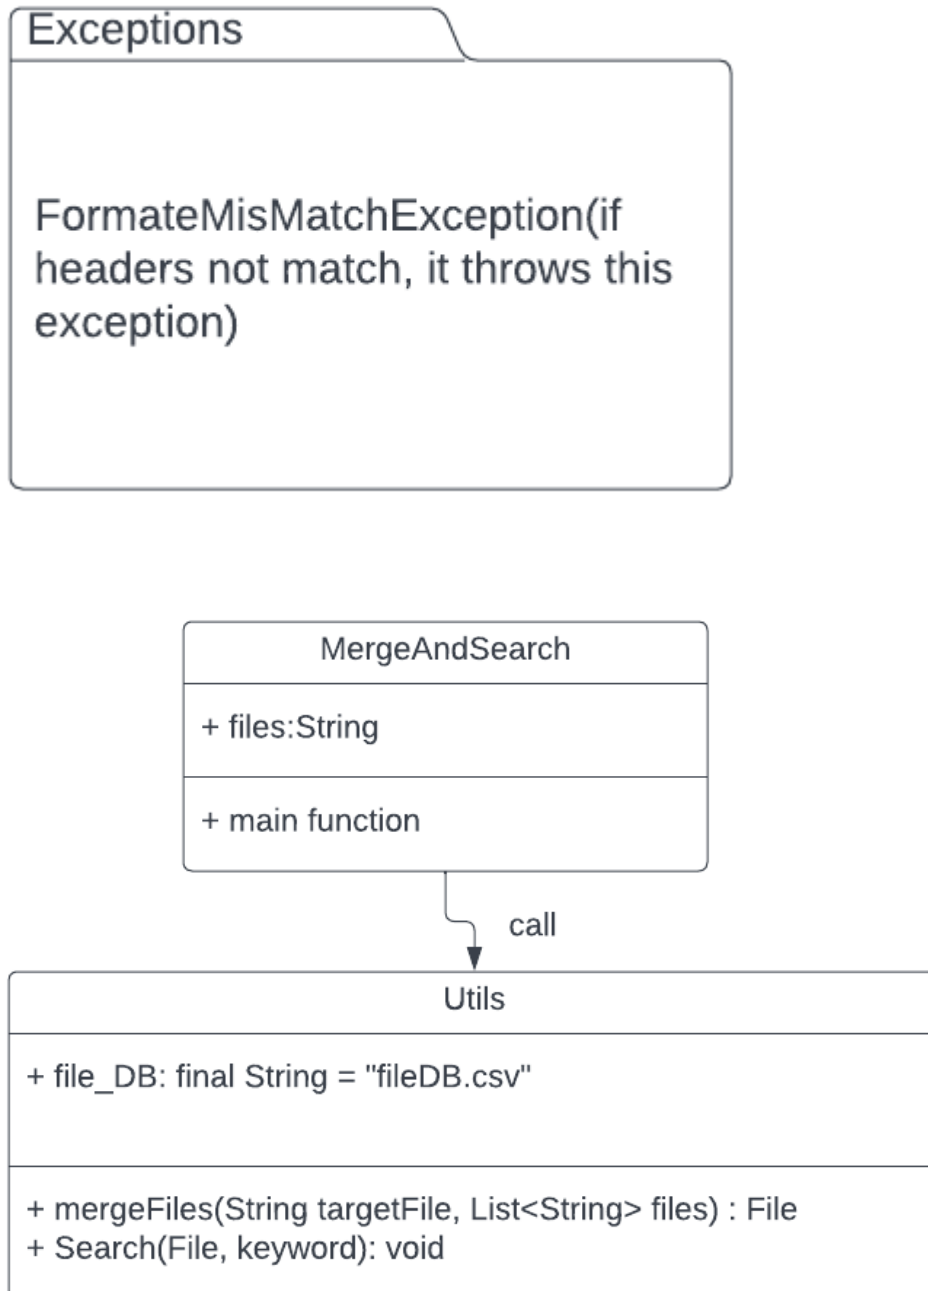 Exceptions
FormateMisMatchException(if
headers not match, it throws this
exception)
MergeAndSearch
+ files:String
+ main function
call
Utils
+ file_DB: final String = "fileDB.csv"
+ mergeFiles(String targetFile, List<String> files) : File
+ Search(File, keyword): void